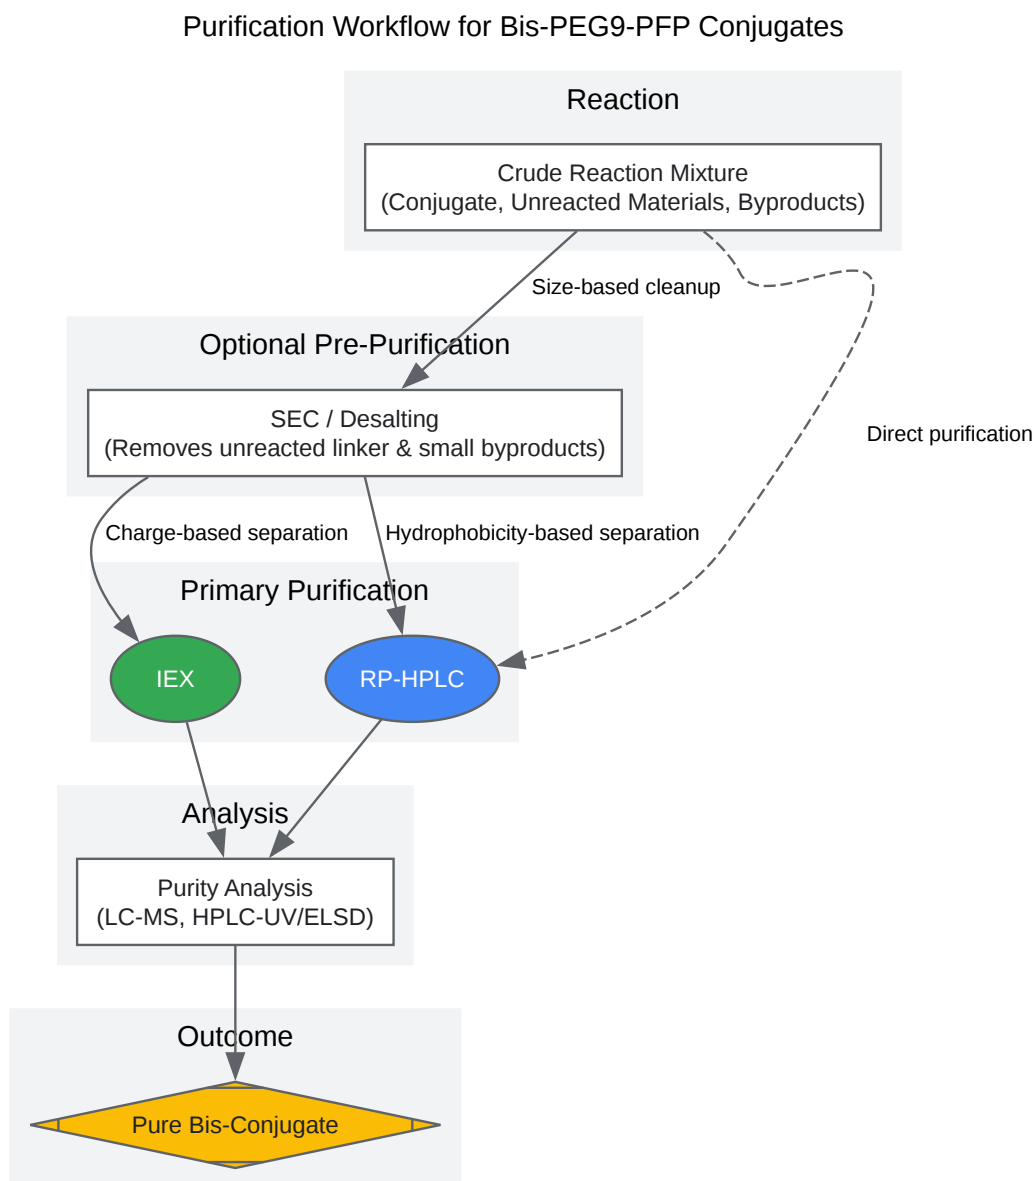 Purification Workflow for Bis-PEG9-PFP Conjugates
Reaction
Crude Reaction Mixture
(Conjugate, Unreacted Materials, Byproducts)
Size-based cleanup
Optional Pre-Purification
SEC / Desalting
(Removes unreacted linker & small byproducts)
Direct purification
Charge-based separation
Hydrophobicity-based separation
Primary Purification
IEX
RP-HPLC
Analysis
Purity Analysis
(LC-MS, HPLC-UV/ELSD)
Outcome
Pure Bis-Conjugate